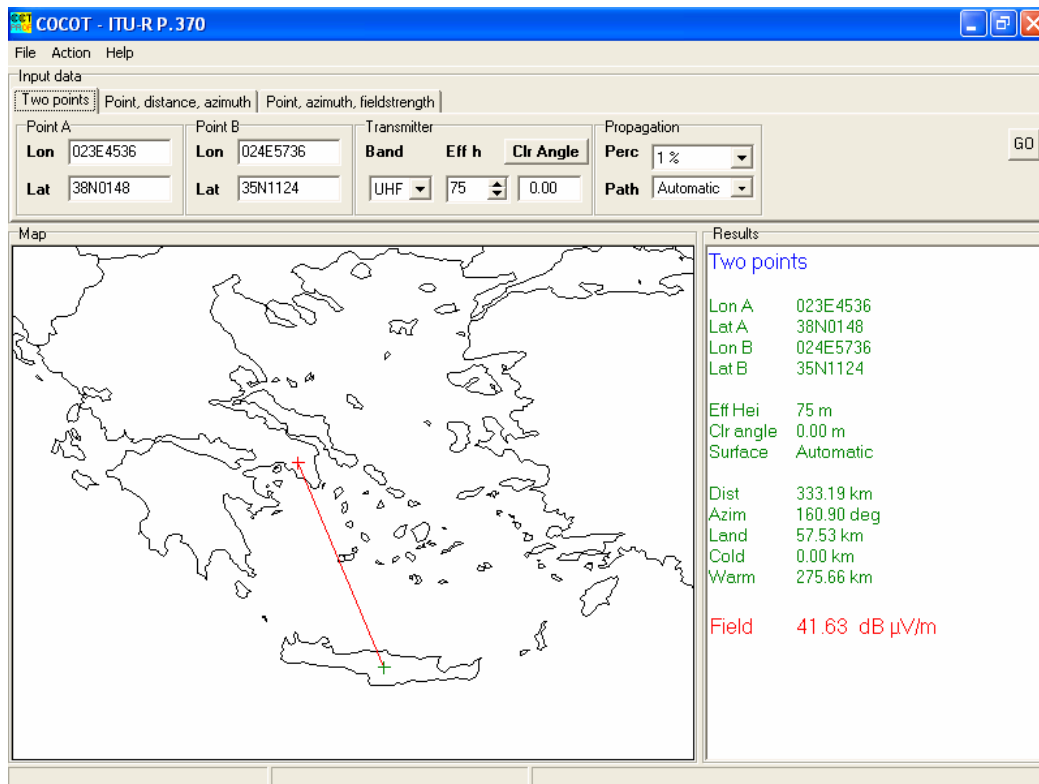 COCOT - ITU-R P.370
File Action Help
Input data
Two points Point, distance, azimuth Point, azimuth, fieldstrength
Point A Point B Transmitter Propagation
Lon 023E4536 Lon 024E5736 Band Eff h Clr Angle Perc 1 % GO
Lat 38N0148 Lat 35N1124 UHF 75 0.00 Path Automatic
Map Results
Two points
Lon A 023E4536
Lat A 38N0148
Lon B 024E5736
Lat B 35N1124
Eff Hei 75 m
Clr angle 0.00 m
Surface Automatic
Dist 333.19 km
Azim 160.90 deg
Land 57.53 km
Cold 0.00 km
Warm 275.66 km
Field 41.63 dB µV/m